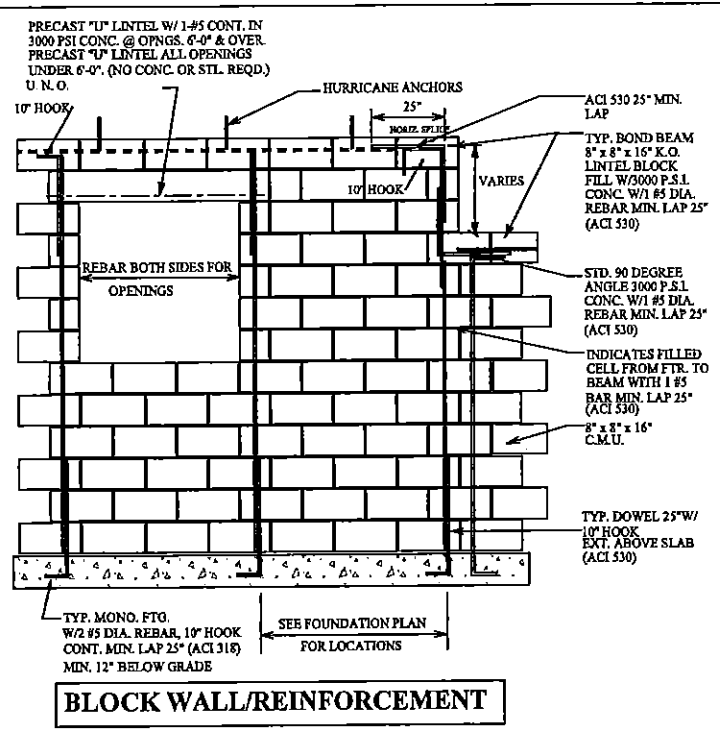 PRECAST "U" LINTEL W/ 1-#5 CONT. IN
3000 PSI CONC. @ OPNGS. 6'-0" & OVER.
PRECAST "U" LINTEL ALL OPENINGS
UNDER 6'-0". (NO CONC. OR STL. REQD.)
U. N. O.
10" HOOK
HURRICANE ANCHORS
25"
HORIZ. SPLICE
10" HOOK
VARIES
ACI 530 25" MIN.
LAP
TYP. BOND BEAM
8" x 8" x 16" K.O.
LINTEL BLOCK
FILL W/3000 P.S.I.
CONC. W/1 #5 DIA.
REBAR MIN. LAP 25"
(ACI 530)
REBAR BOTH SIDES FOR
OPENINGS
STD. 90 DEGREE
ANGLE 3000 P.S.I.
CONC. W/1 #5 DIA.
REBAR MIN. LAP 25"
(ACI 530)
INDICATES FILLED
CELL FROM FTR. TO
BEAM WITH 1 #5
BAR MIN. LAP 25"
(ACI 530)
8" x 8" x 16"
C.M.U.
TYP. DOWEL 25"W/
10" HOOK
EXT. ABOVE SLAB
(ACI 530)
TYP. MONO. FTG.
W/2 #5 DIA. REBAR, 10" HOOK
CONT. MIN. LAP 25" (ACI 318)
MIN. 12" BELOW GRADE
SEE FOUNDATION PLAN
FOR LOCATIONS
BLOCK WALL/REINFORCEMENT